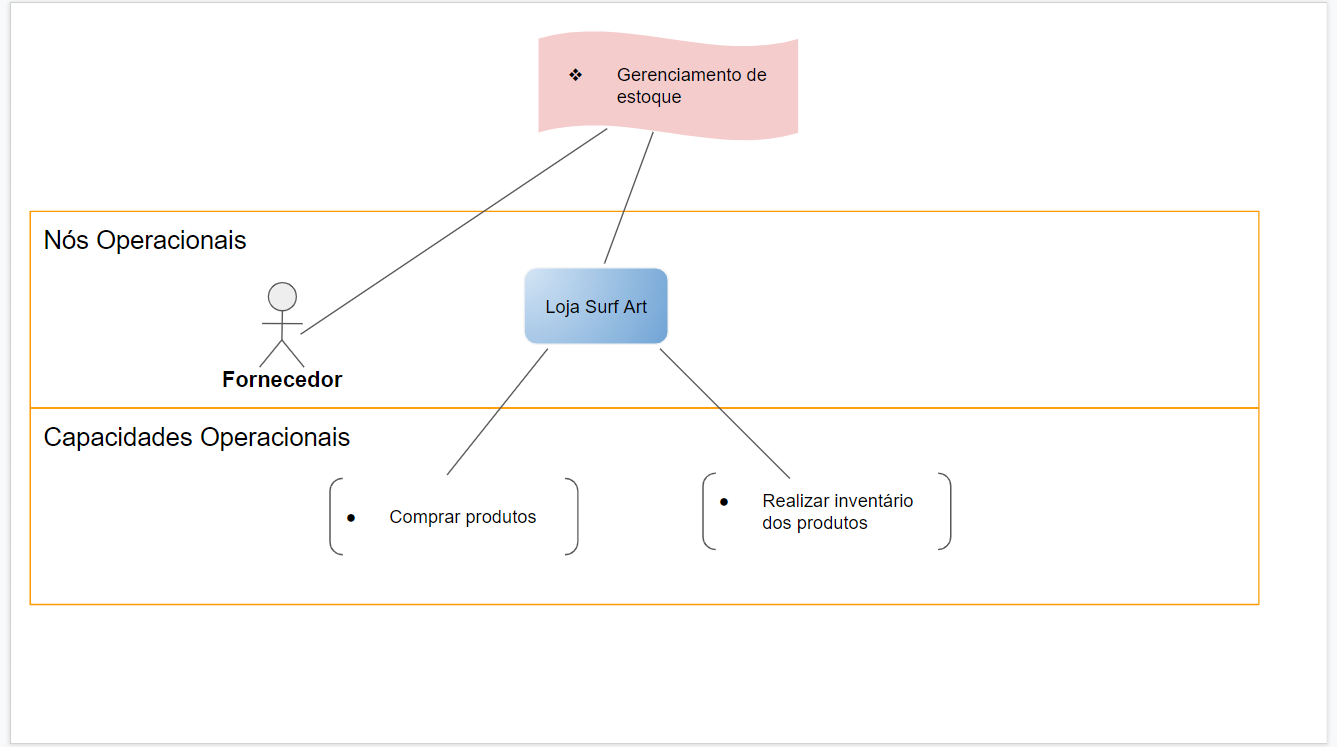 ❖ Gerenciamento de
estoque
Nós Operacionais
Loja Surf Art
Fornecedor
Capacidades Operacionais
● Comprar produtos
● Realizar inventário
dos produtos